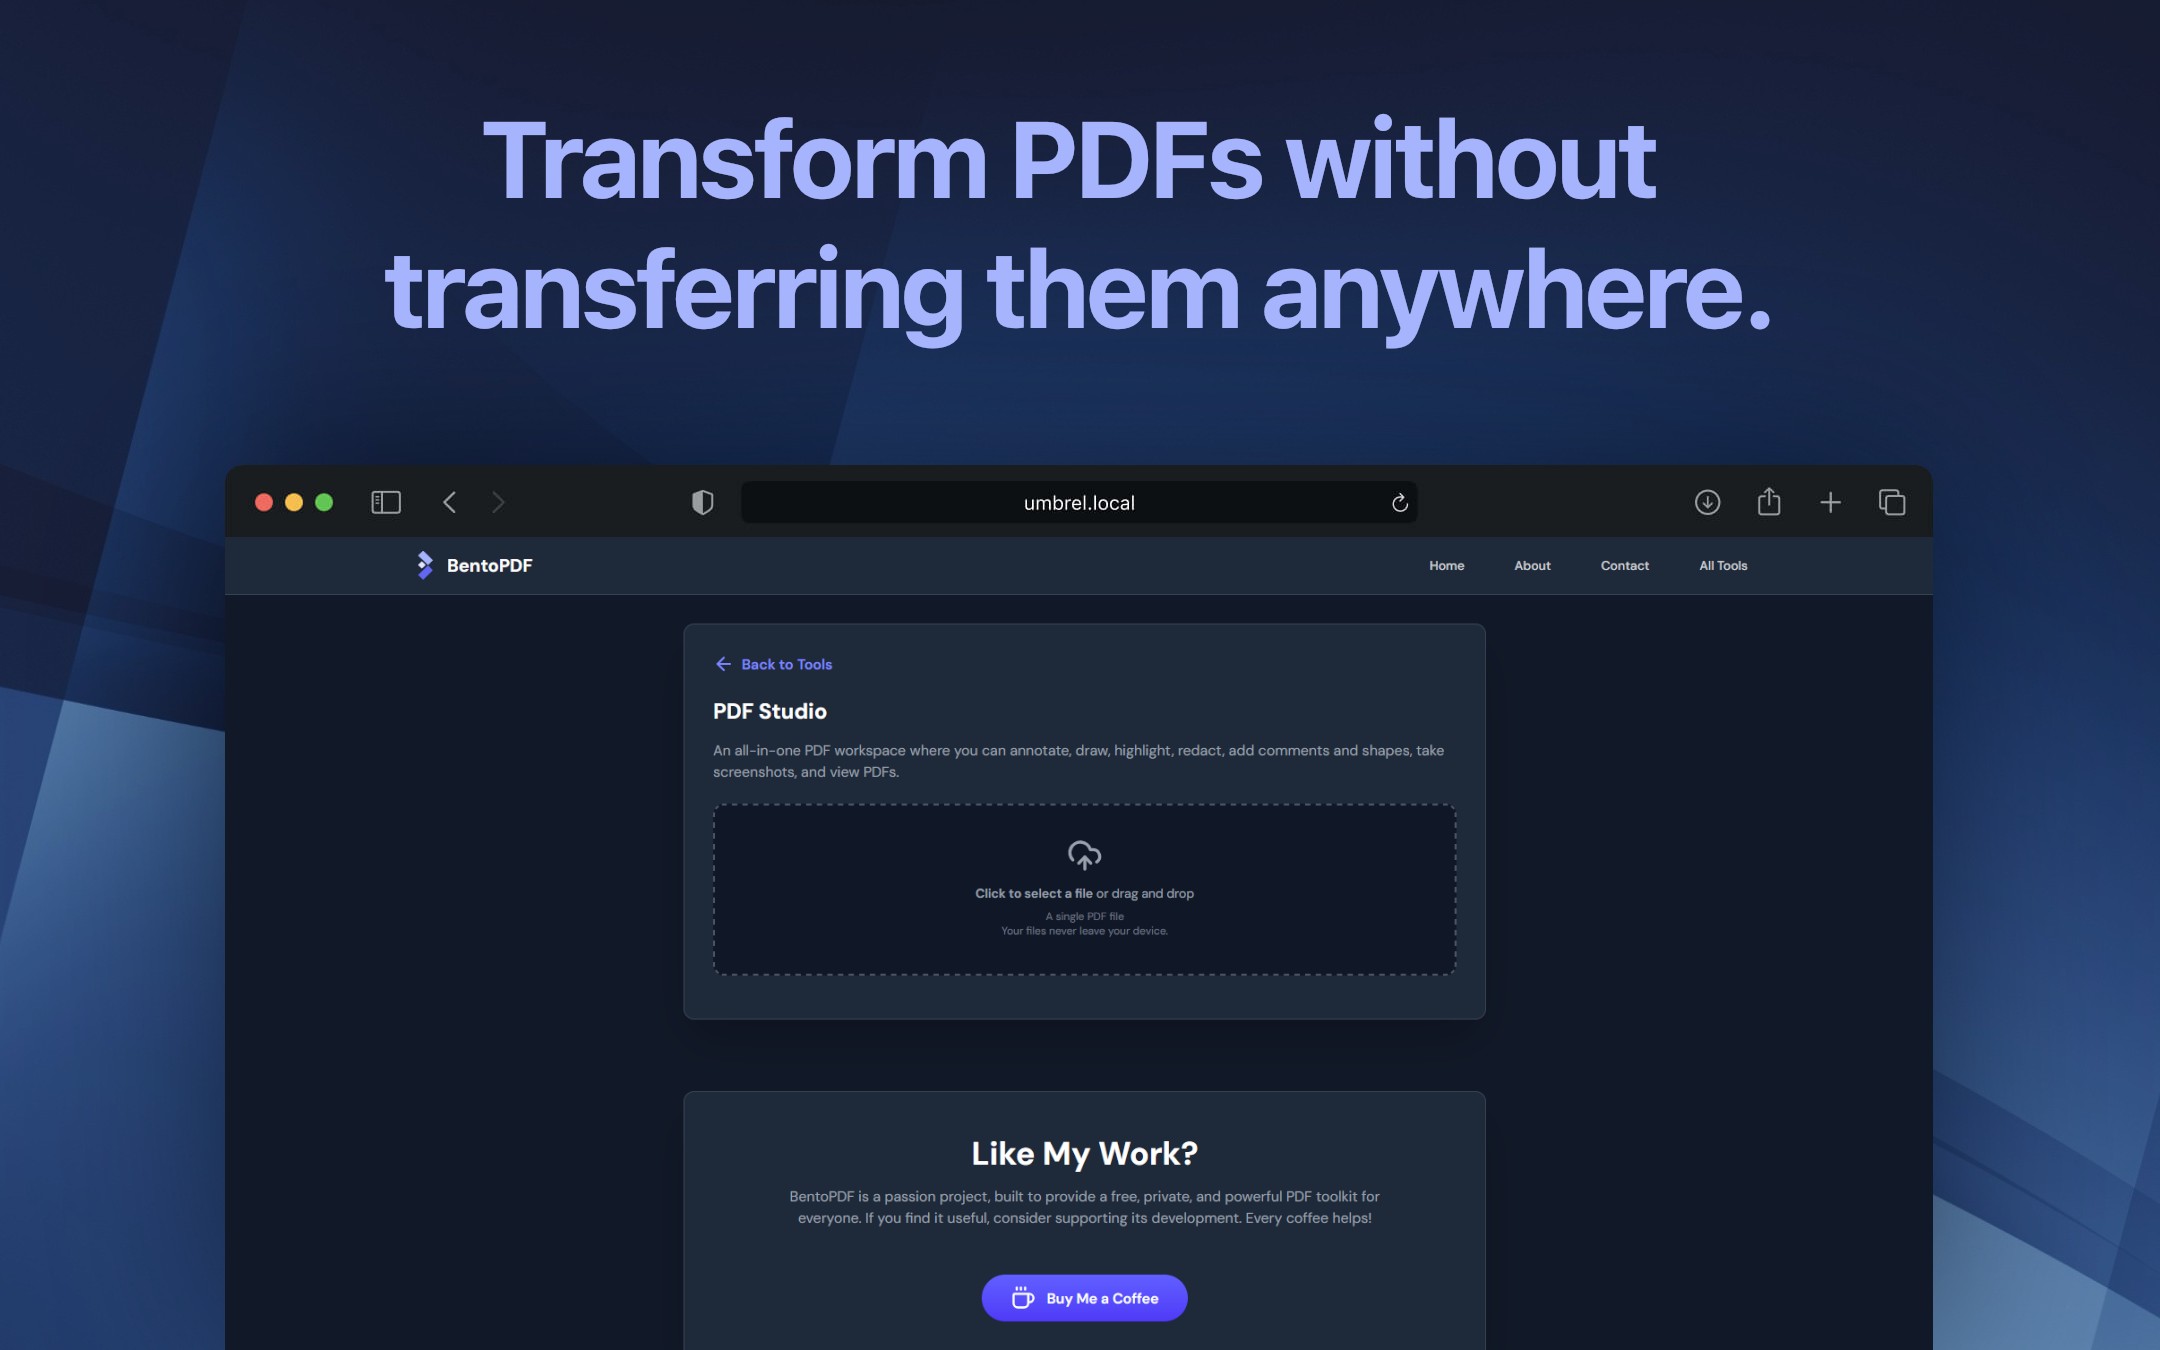 Transform PDFs without
transferring them anywhere.
umbrel.local
BentoPDF
Home
About
Contact
All Tools
Back to Tools
PDF Studio
An all-in-one PDF workspace where you can annotate, draw, highlight, redact, add comments and shapes, take
screenshots, and view PDFs.
Click to select a file or drag and drop
A single PDF file
Your files never leave your device.
Like My Work?
BentoPDF is a passion project, built to provide a free, private, and powerful PDF toolkit for
everyone. If you find it useful, consider supporting its development. Every coffee helps!
Buy Me a Coffee